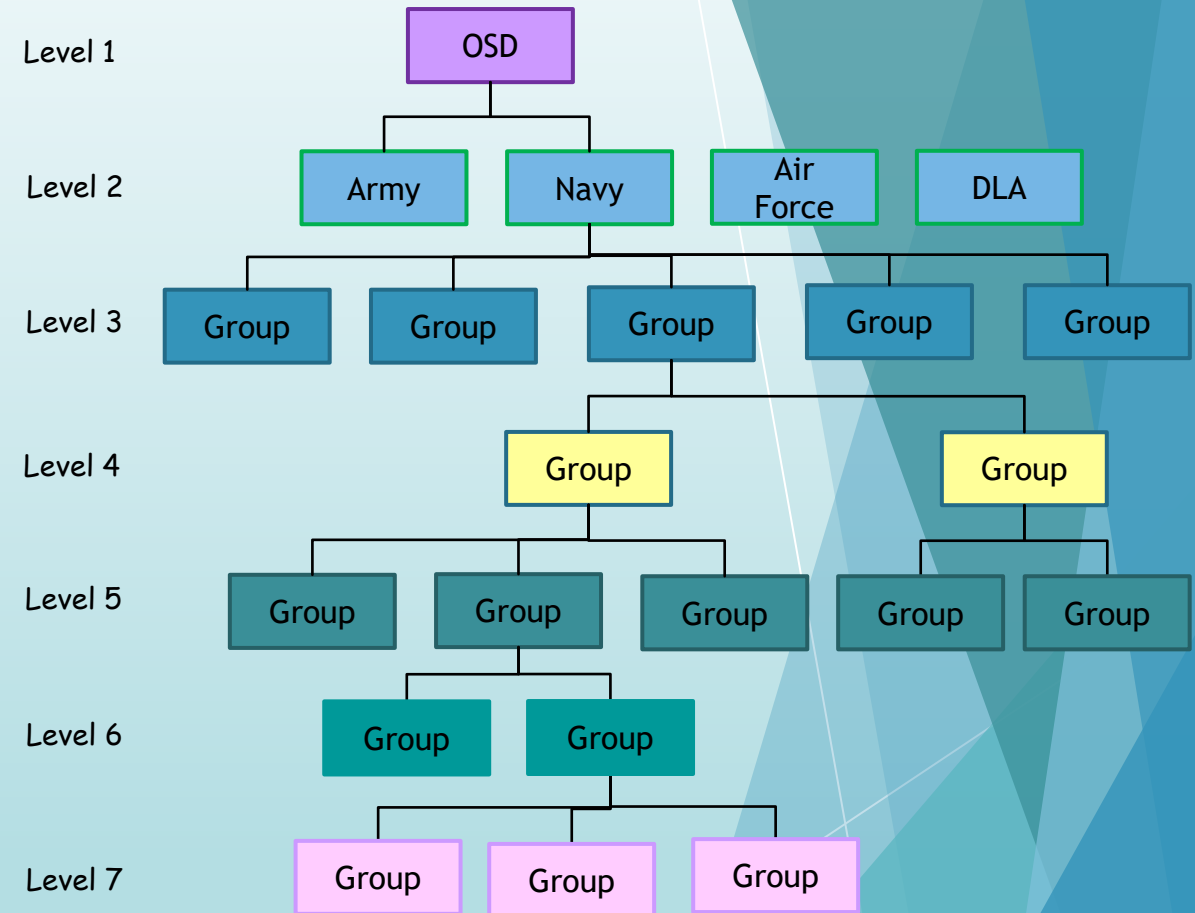 Level 1
OSD
Level 2
Army
Navy
Air
Force
DLA
Level 3
Group
Group
Group
Group
Group
Level 4
Group
Group
Level 5
Group
Group
Group
Group
Group
Level 6
Group
Group
Level 7
Group
Group
Group